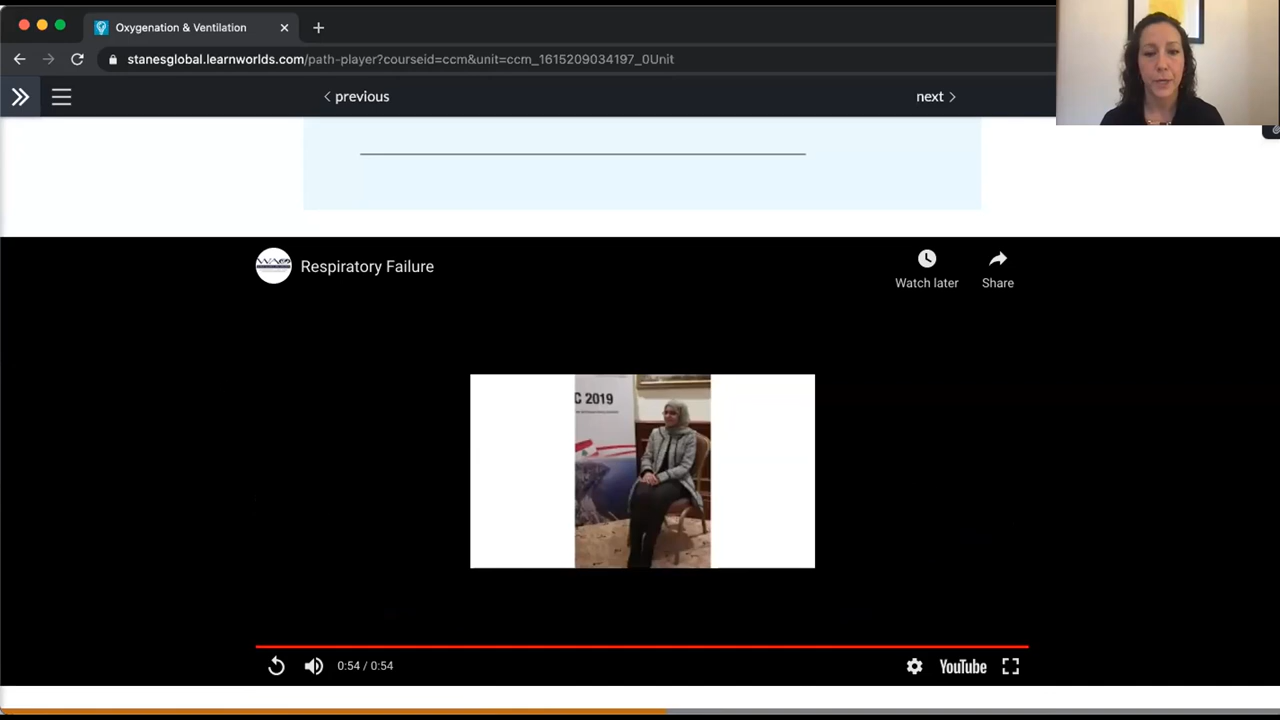 Oxygenation & Ventilation
stanesglobal.learnworlds.com/path-player?courseid=ccm&unit=ccm_1615209034197_0Unit
previous
next
Respiratory Failure
Watch later
Share
C 2019
0:54 / 0:54
YouTube